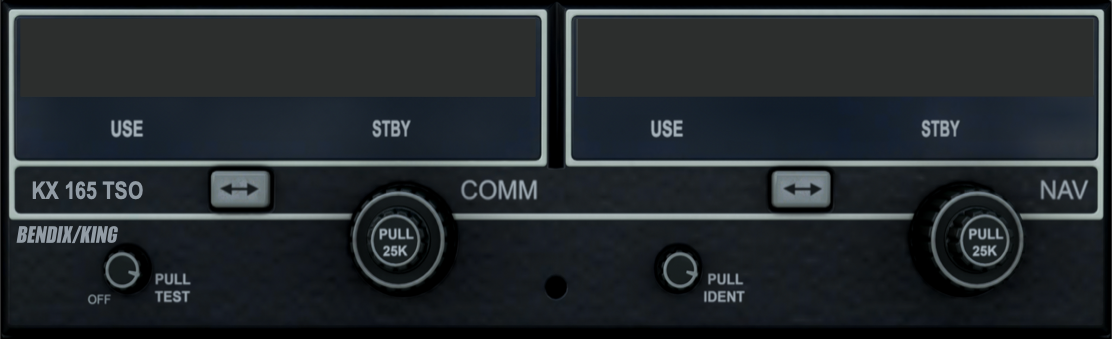 USE STBY
USE STBY
KX 165 TSO
COMM
NAV
BENDIX/KING
PULL
25K
PULL
25K
OFF
PULL
TEST
PULL
IDENT